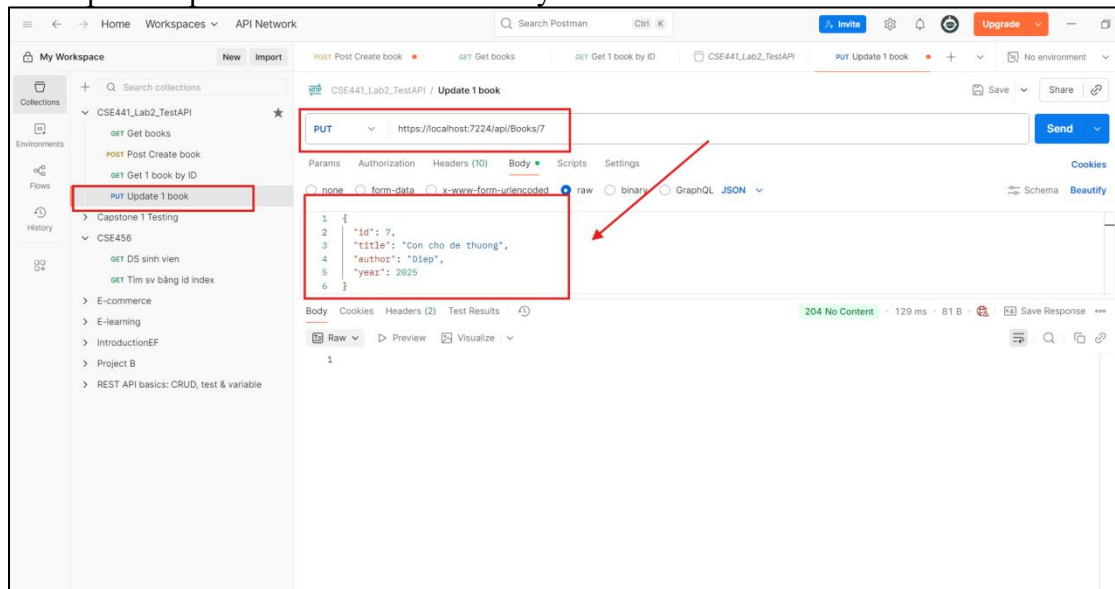 Home Workspaces API Network Search Postman Ctrl K Invite Upgrade
My Workspace New Import POST Post Create book GET Get books GET Get 1 book by ID CSE441_Lab2_TestAPI PUT Update 1 book No environment
Collections
Environments
Flows
History
Search collections
CSE441_Lab2_TestAPI
GET Get books
POST Post Create book
GET Get 1 book by ID
PUT Update 1 book
Capstone 1 Testing
CSE456
GET DS sinh vien
GET Tim sv bằng id index
E-commerce
E-learning
IntroductionEF
Project B
REST API basics: CRUD, test & variable
HTTP CSE441_Lab2_TestAPI / Update 1 book Save Share
PUT https://localhost:7224/api/Books/7 Send
Params Authorization Headers (10) Body Scripts Settings Cookies
none form-data x-www-form-urlencoded raw binary GraphQL JSON Schema Beautify
1 {
2 "id": 7,
3 "title": "Con cho de thuong",
4 "author": "Diep",
5 "year": 2025
6 }
Body Cookies Headers (2) Test Results 204 No Content 129 ms 81 B Save Response
Raw Preview Visualize
1